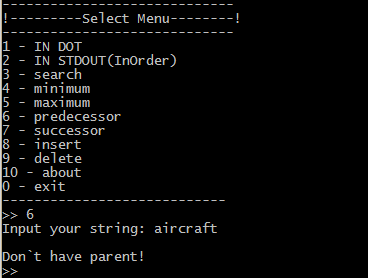 -----------------------------
!----------Select Menu--------!
-----------------------------
1 - IN DOT
2 - IN STDOUT(InOrder)
3 - search
4 - minimum
5 - maximum
6 - predecessor
7 - successor
8 - insert
9 - delete
10 - about
0 - exit
----------------------------
>> 6
Input your string: aircraft

Don`t have parent!
>>